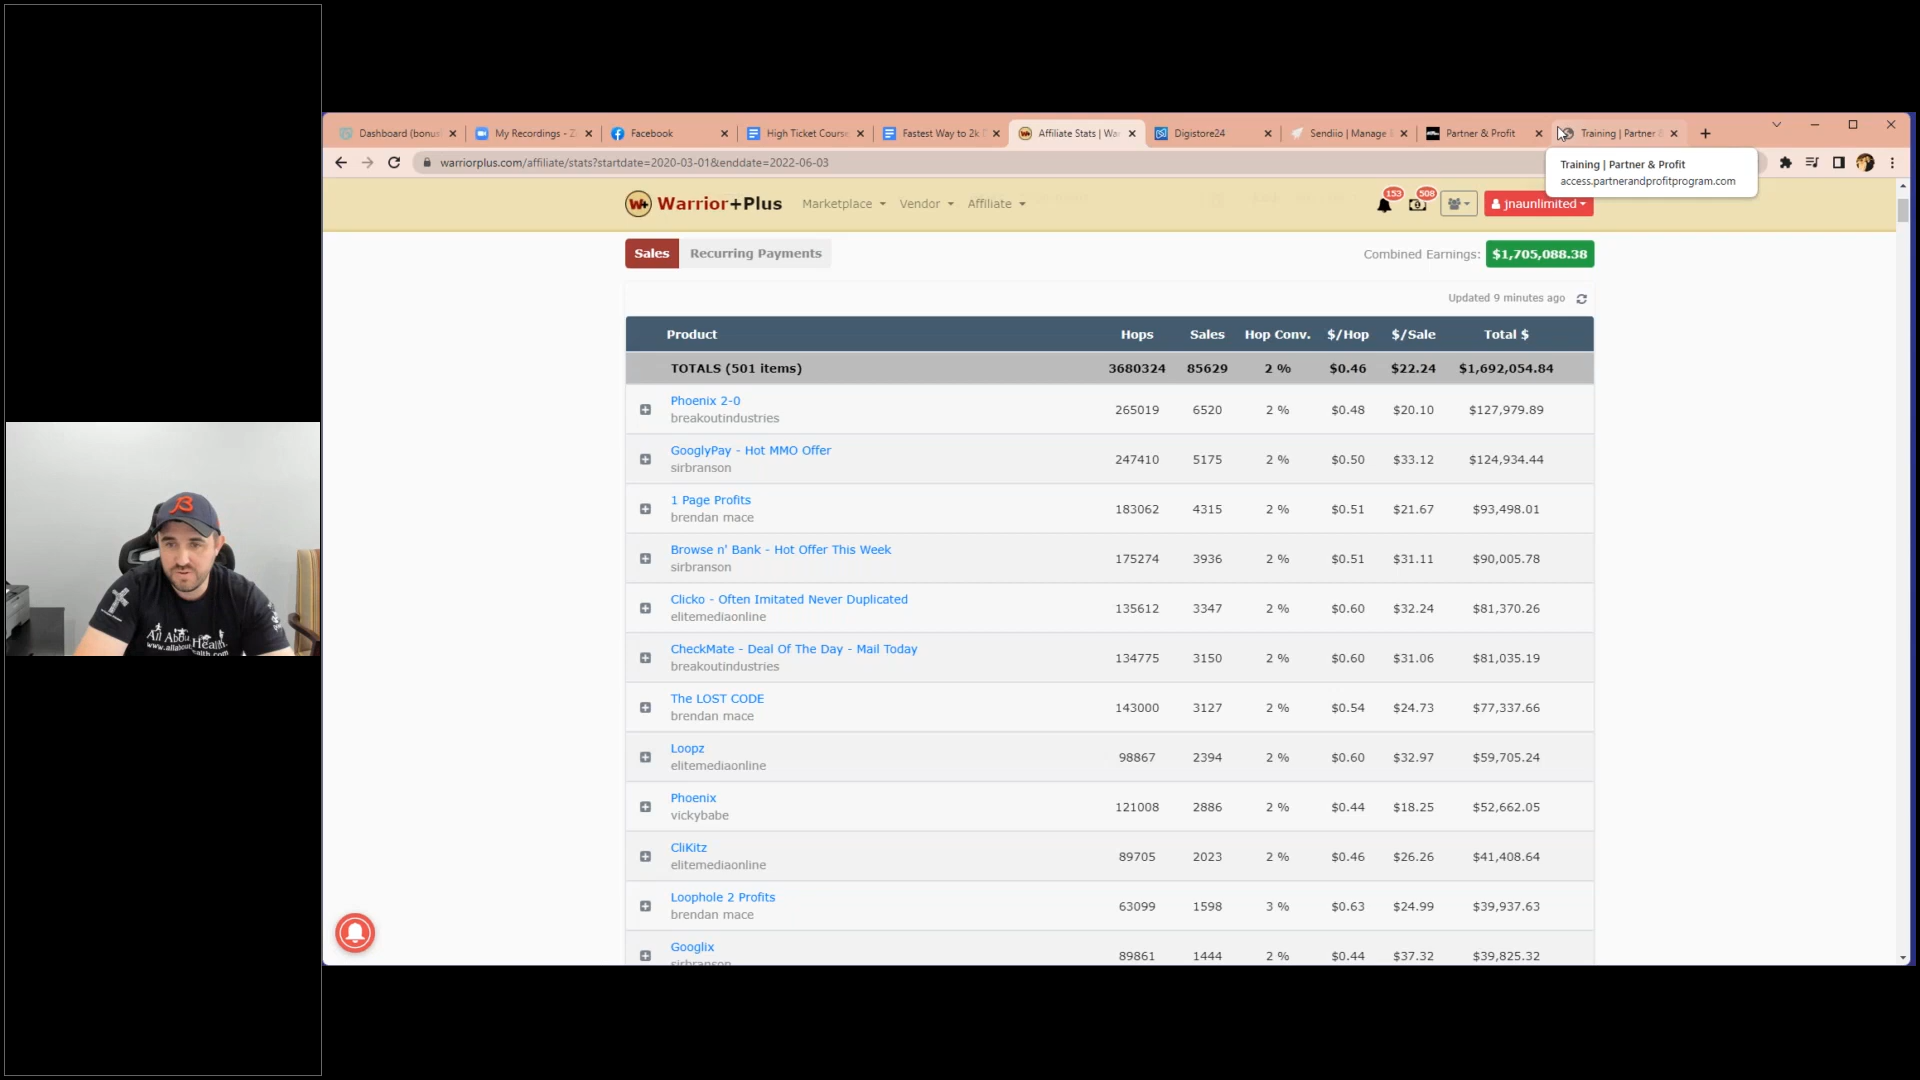 Dashboard (bonu
My Recordings - Z
Facebook
High Ticket Course
Fastest Way to 2k
Affiliate Stats | Wa
Digistore24
Sendiio | Manage
Partner & Profit
Training | Partner &
warriorplus.com/affiliate/stats?startdate=2020-03-01&enddate=2022-06-03
Training | Partner & Profit
access.partnerandprofitprogram.com
W+ Warrior+Plus Marketplace Vendor Affiliate 153 508 jnaunlimited
Sales Recurring Payments Combined Earnings: $1,705,088.38
Updated 9 minutes ago
Product Hops Sales Hop Conv. $/Hop $/Sale Total $
TOTALS (501 items) 3680324 85629 2 % $0.46 $22.24 $1,692,054.84
Phoenix 2-0
breakoutindustries
265019 6520 2 % $0.48 $20.10 $127,979.89
GooglyPay - Hot MMO Offer
sirbranson
247410 5175 2 % $0.50 $33.12 $124,934.44
1 Page Profits
brendan mace
183062 4315 2 % $0.51 $21.67 $93,498.01
Browse n' Bank - Hot Offer This Week
sirbranson
175274 3936 2 % $0.51 $31.11 $90,005.78
Clicko - Often Imitated Never Duplicated
elitemediaonline
135612 3347 2 % $0.60 $32.24 $81,370.26
CheckMate - Deal Of The Day - Mail Today
breakoutindustries
134775 3150 2 % $0.60 $31.06 $81,035.19
The LOST CODE
brendan mace
143000 3127 2 % $0.54 $24.73 $77,337.66
Loopz
elitemediaonline
98867 2394 2 % $0.60 $32.97 $59,705.24
Phoenix
vickybabe
121008 2886 2 % $0.44 $18.25 $52,662.05
CliKitz
elitemediaonline
89705 2023 2 % $0.46 $26.26 $41,408.64
Loophole 2 Profits
brendan mace
63099 1598 3 % $0.63 $24.99 $39,937.63
Googlix
sirbranson
89861 1444 2 % $0.44 $37.32 $39,825.32
B
All About
Health